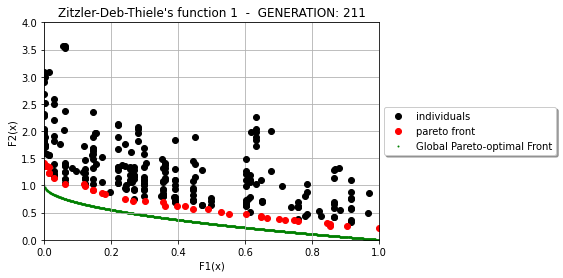 Zitzler-Deb-Thiele's function 1 - GENERATION: 211
4.0
3.5
3.0
2.5
2.0
1.5
1.0
0.5
0.0
F2(x)
0.0 0.2 0.4 0.6 0.8 1.0
F1(x)
individuals
pareto front
Global Pareto-optimal Front